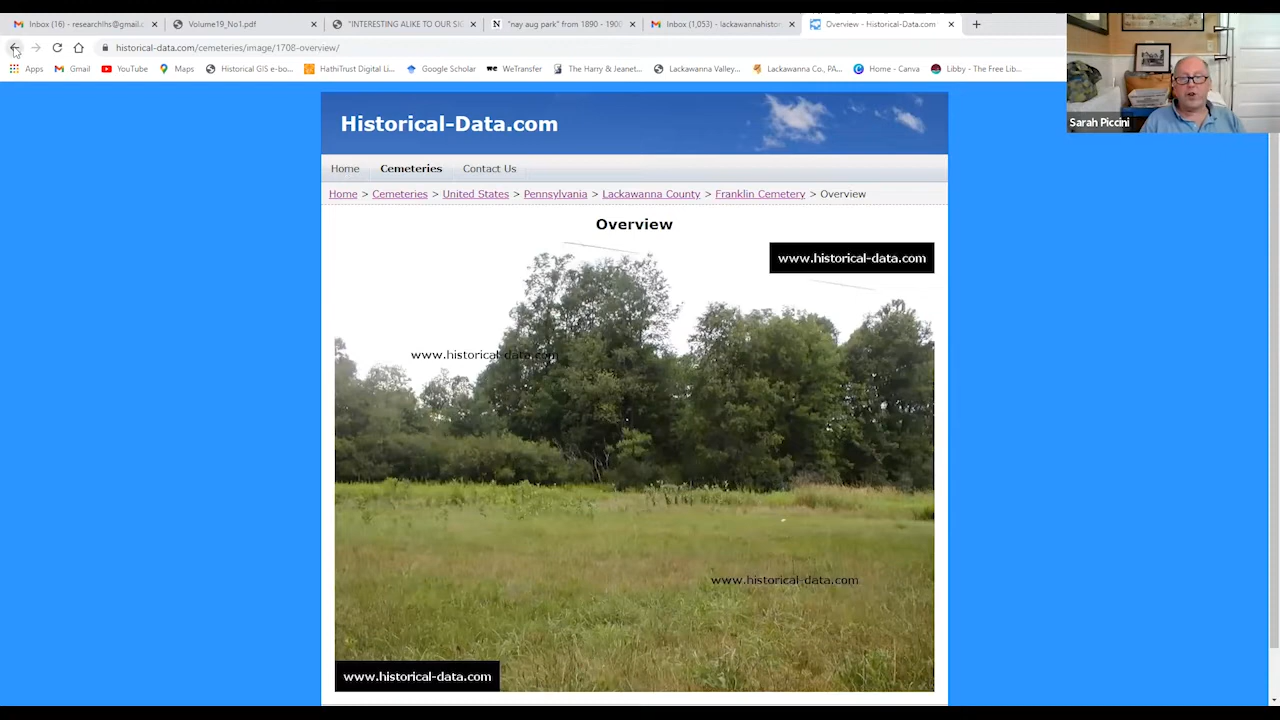 Inbox (16) - researchlhs@gmail.c
Volume19_No1.pdf
"INTERESTING ALIKE TO OUR SIG
"nay aug park" from 1890 - 1900
Inbox (1,053) - lackawannahistor
Overview - Historical-Data.com
historical-data.com/cemeteries/image/1708-overview/
Apps
Gmail
YouTube
Maps
Historical GIS e-bo...
HathiTrust Digital Li...
Google Scholar
WeTransfer
The Harry & Jeanet...
Lackawanna Valley...
Lackawanna Co., PA...
Home - Canva
Libby - The Free Lib...
Sarah Piccini
Historical-Data.com
Home Cemeteries Contact Us
Home > Cemeteries > United States > Pennsylvania > Lackawanna County > Franklin Cemetery > Overview
Overview
www.historical-data.com
www.historical-data.com
www.historical-data.com
www.historical-data.com